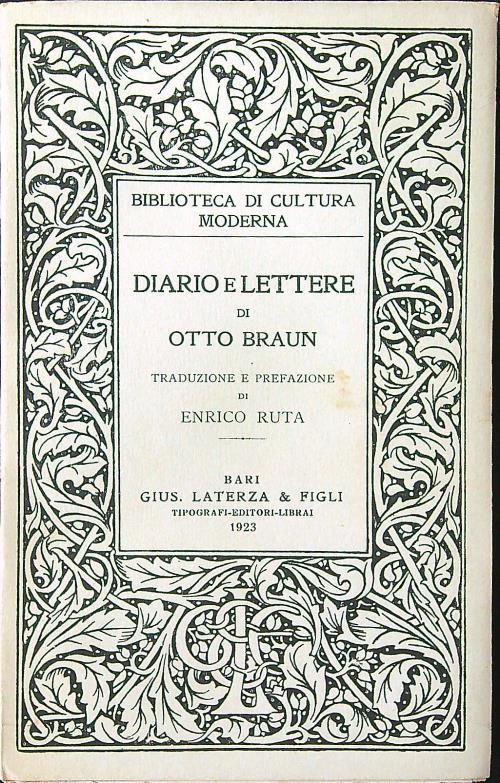 BIBLIOTECA DI CULTURA
MODERNA
DIARIO E LETTERE
DI
OTTO BRAUN
TRADUZIONE E PREFAZIONE
DI
ENRICO RUTA
BARI
GIUS. LATERZA & FIGLI
TIPOGRAFI-EDITORI-LIBRAI
1923